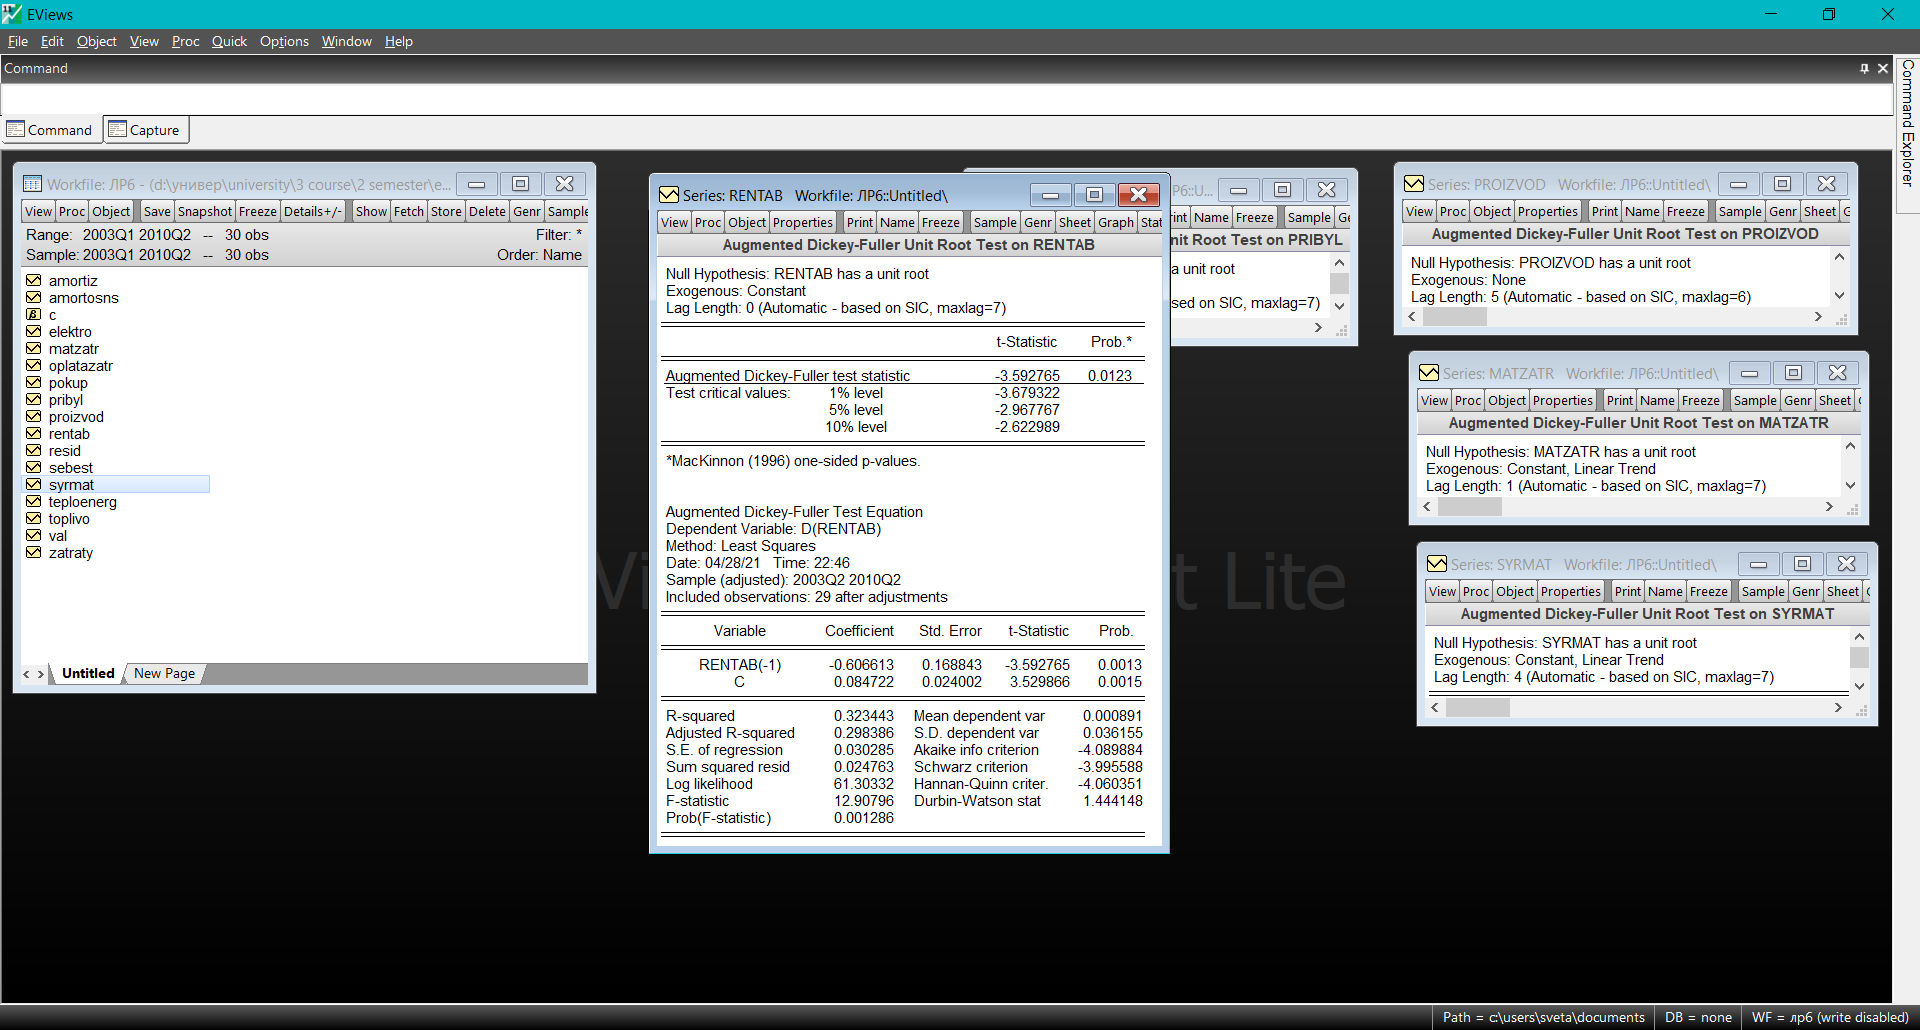 EViews
File Edit Object View Proc Quick Options Window Help
Command
Command Capture
Command Explorer
Workfile: ЛР6 - (d:\универ\university\3 course\2 semester\e...
View Proc Object Save Snapshot Freeze Details+/- Show Fetch Store Delete Genr Sample
Range: 2003Q1 2010Q2 -- 30 obs Filter: *
Sample: 2003Q1 2010Q2 -- 30 obs Order: Name
amortiz
amortosns
c
elektro
matzatr
oplatazatr
pokup
pribyl
proizvod
rentab
resid
sebest
syrmat
teploenerg
toplivo
val
zatraty
Untitled New Page
Series: RENTAB Workfile: ЛР6::Untitled\
View Proc Object Properties Print Name Freeze Sample Genr Sheet Graph Stat
Augmented Dickey-Fuller Unit Root Test on RENTAB
Null Hypothesis: RENTAB has a unit root
Exogenous: Constant
Lag Length: 0 (Automatic - based on SIC, maxlag=7)
t-Statistic Prob.*
Augmented Dickey-Fuller test statistic -3.592765 0.0123
Test critical values: 1% level -3.679322
5% level -2.967767
10% level -2.622989
*MacKinnon (1996) one-sided p-values.
Augmented Dickey-Fuller Test Equation
Dependent Variable: D(RENTAB)
Method: Least Squares
Date: 04/28/21 Time: 22:46
Sample (adjusted): 2003Q2 2010Q2
Included observations: 29 after adjustments
Variable Coefficient Std. Error t-Statistic Prob.
RENTAB(-1) -0.606613 0.168843 -3.592765 0.0013
C 0.084722 0.024002 3.529866 0.0015
R-squared 0.323443 Mean dependent var 0.000891
Adjusted R-squared 0.298386 S.D. dependent var 0.036155
S.E. of regression 0.030285 Akaike info criterion -4.089884
Sum squared resid 0.024763 Schwarz criterion -3.995588
Log likelihood 61.30332 Hannan-Quinn criter. -4.060351
F-statistic 12.90796 Durbin-Watson stat 1.444148
Prob(F-statistic) 0.001286
Р6::U...
int Name Freeze Sample Ge
nit Root Test on PRIBYL
a unit root
sed on SIC, maxlag=7)
t Lite
Series: PROIZVOD Workfile: ЛР6::Untitled\
View Proc Object Properties Print Name Freeze Sample Genr Sheet G
Augmented Dickey-Fuller Unit Root Test on PROIZVOD
Null Hypothesis: PROIZVOD has a unit root
Exogenous: None
Lag Length: 5 (Automatic - based on SIC, maxlag=6)
Series: MATZATR Workfile: ЛР6::Untitled\
View Proc Object Properties Print Name Freeze Sample Genr Sheet
Augmented Dickey-Fuller Unit Root Test on MATZATR
Null Hypothesis: MATZATR has a unit root
Exogenous: Constant, Linear Trend
Lag Length: 1 (Automatic - based on SIC, maxlag=7)
Series: SYRMAT Workfile: ЛР6::Untitled\
View Proc Object Properties Print Name Freeze Sample Genr Sheet
Augmented Dickey-Fuller Unit Root Test on SYRMAT
Null Hypothesis: SYRMAT has a unit root
Exogenous: Constant, Linear Trend
Lag Length: 4 (Automatic - based on SIC, maxlag=7)
Path = c:\users\sveta\documents DB = none WF = лр6 (write disabled)